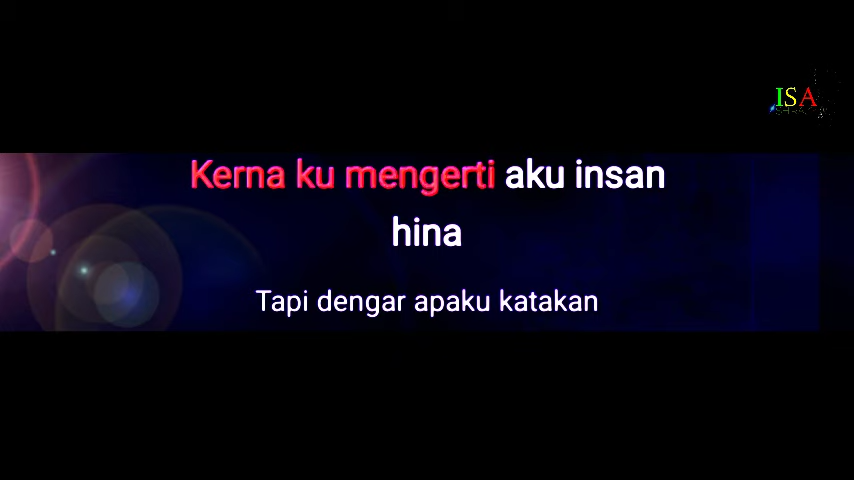 ISA
Kerna ku mengerti aku insan
hina
Tapi dengar apaku katakan